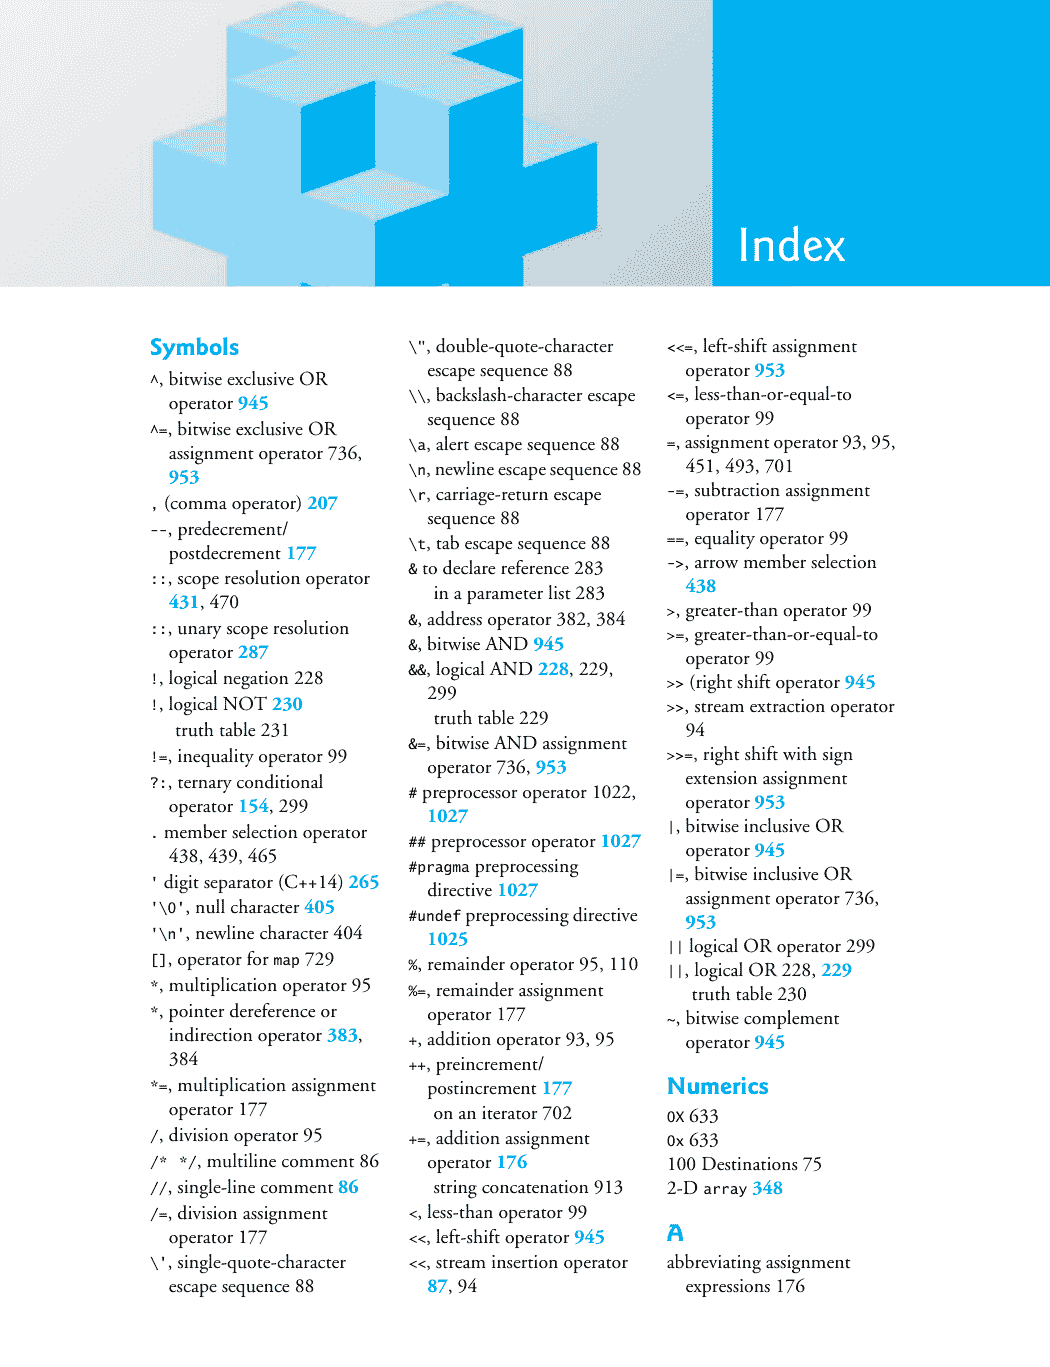 Index
Symbols
^, bitwise exclusive OR
operator 945
^=, bitwise exclusive OR
assignment operator 736,
953
, (comma operator) 207
--, predecrement/
postdecrement 177
::, scope resolution operator
431, 470
::, unary scope resolution
operator 287
!, logical negation 228
!, logical NOT 230
truth table 231
!=, inequality operator 99
?:, ternary conditional
operator 154, 299
. member selection operator
438, 439, 465
' digit separator (C++14) 265
'\0', null character 405
'\n', newline character 404
[], operator for map 729
*, multiplication operator 95
*, pointer dereference or
indirection operator 383,
384
*=, multiplication assignment
operator 177
/, division operator 95
/* */, multiline comment 86
//, single-line comment 86
/=, division assignment
operator 177
\', single-quote-character
escape sequence 88
\", double-quote-character
escape sequence 88
\\, backslash-character escape
sequence 88
\a, alert escape sequence 88
\n, newline escape sequence 88
\r, carriage-return escape
sequence 88
\t, tab escape sequence 88
& to declare reference 283
in a parameter list 283
&, address operator 382, 384
&, bitwise AND 945
&&, logical AND 228, 229,
299
truth table 229
&=, bitwise AND assignment
operator 736, 953
# preprocessor operator 1022,
1027
## preprocessor operator 1027
#pragma preprocessing
directive 1027
#undef preprocessing directive
1025
%, remainder operator 95, 110
%=, remainder assignment
operator 177
+, addition operator 93, 95
++, preincrement/
postincrement 177
on an iterator 702
+=, addition assignment
operator 176
string concatenation 913
<, less-than operator 99
<<, left-shift operator 945
<<, stream insertion operator
87, 94
<<=, left-shift assignment
operator 953
<=, less-than-or-equal-to
operator 99
=, assignment operator 93, 95,
451, 493, 701
-=, subtraction assignment
operator 177
==, equality operator 99
->, arrow member selection
438
>, greater-than operator 99
>=, greater-than-or-equal-to
operator 99
>> (right shift operator 945
>>, stream extraction operator
94
>>=, right shift with sign
extension assignment
operator 953
|, bitwise inclusive OR
operator 945
|=, bitwise inclusive OR
assignment operator 736,
953
|| logical OR operator 299
||, logical OR 228, 229
truth table 230
~, bitwise complement
operator 945
Numerics
0X 633
0x 633
100 Destinations 75
2-D array 348
A
abbreviating assignment
expressions 176